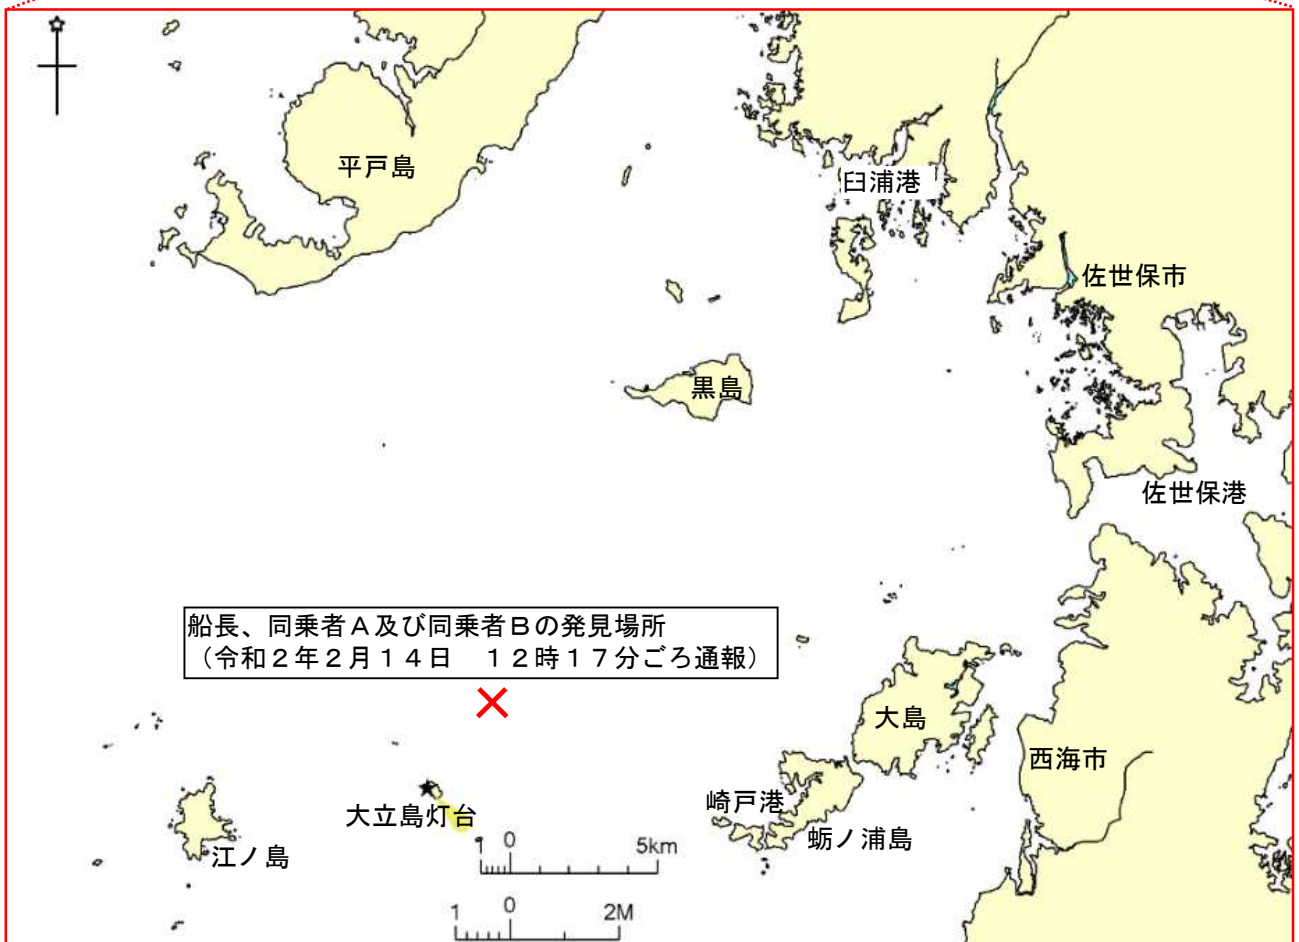 平戸島
臼浦港
佐世保市
黒島
佐世保港
船長、同乗者Ａ及び同乗者Ｂの発見場所
（令和２年２月１４日　１２時１７分ごろ通報）
大島
西海市
崎戸港
大立島灯台
蛎ノ浦島
江ノ島
1 0 5km
1 0 2M